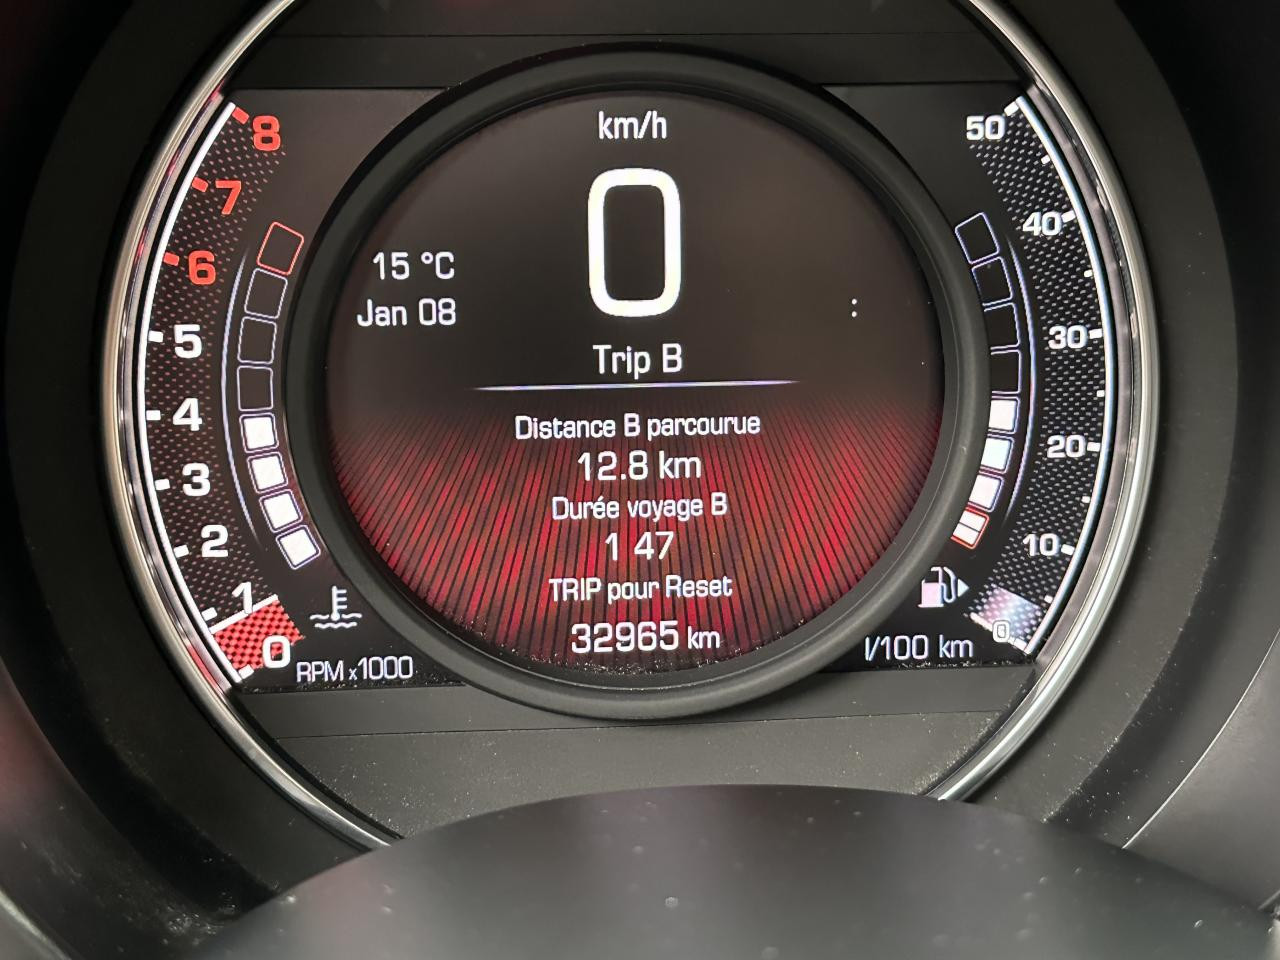 km/h
0
15 °C
Jan 08
:
Trip B
Distance B parcourue
12.8 km
Durée voyage B
1 47
TRIP pour Reset
32965 km
8
7
6
5
4
3
2
1
0
RPM x1000
50
40
30
20
10
0
l/100 km